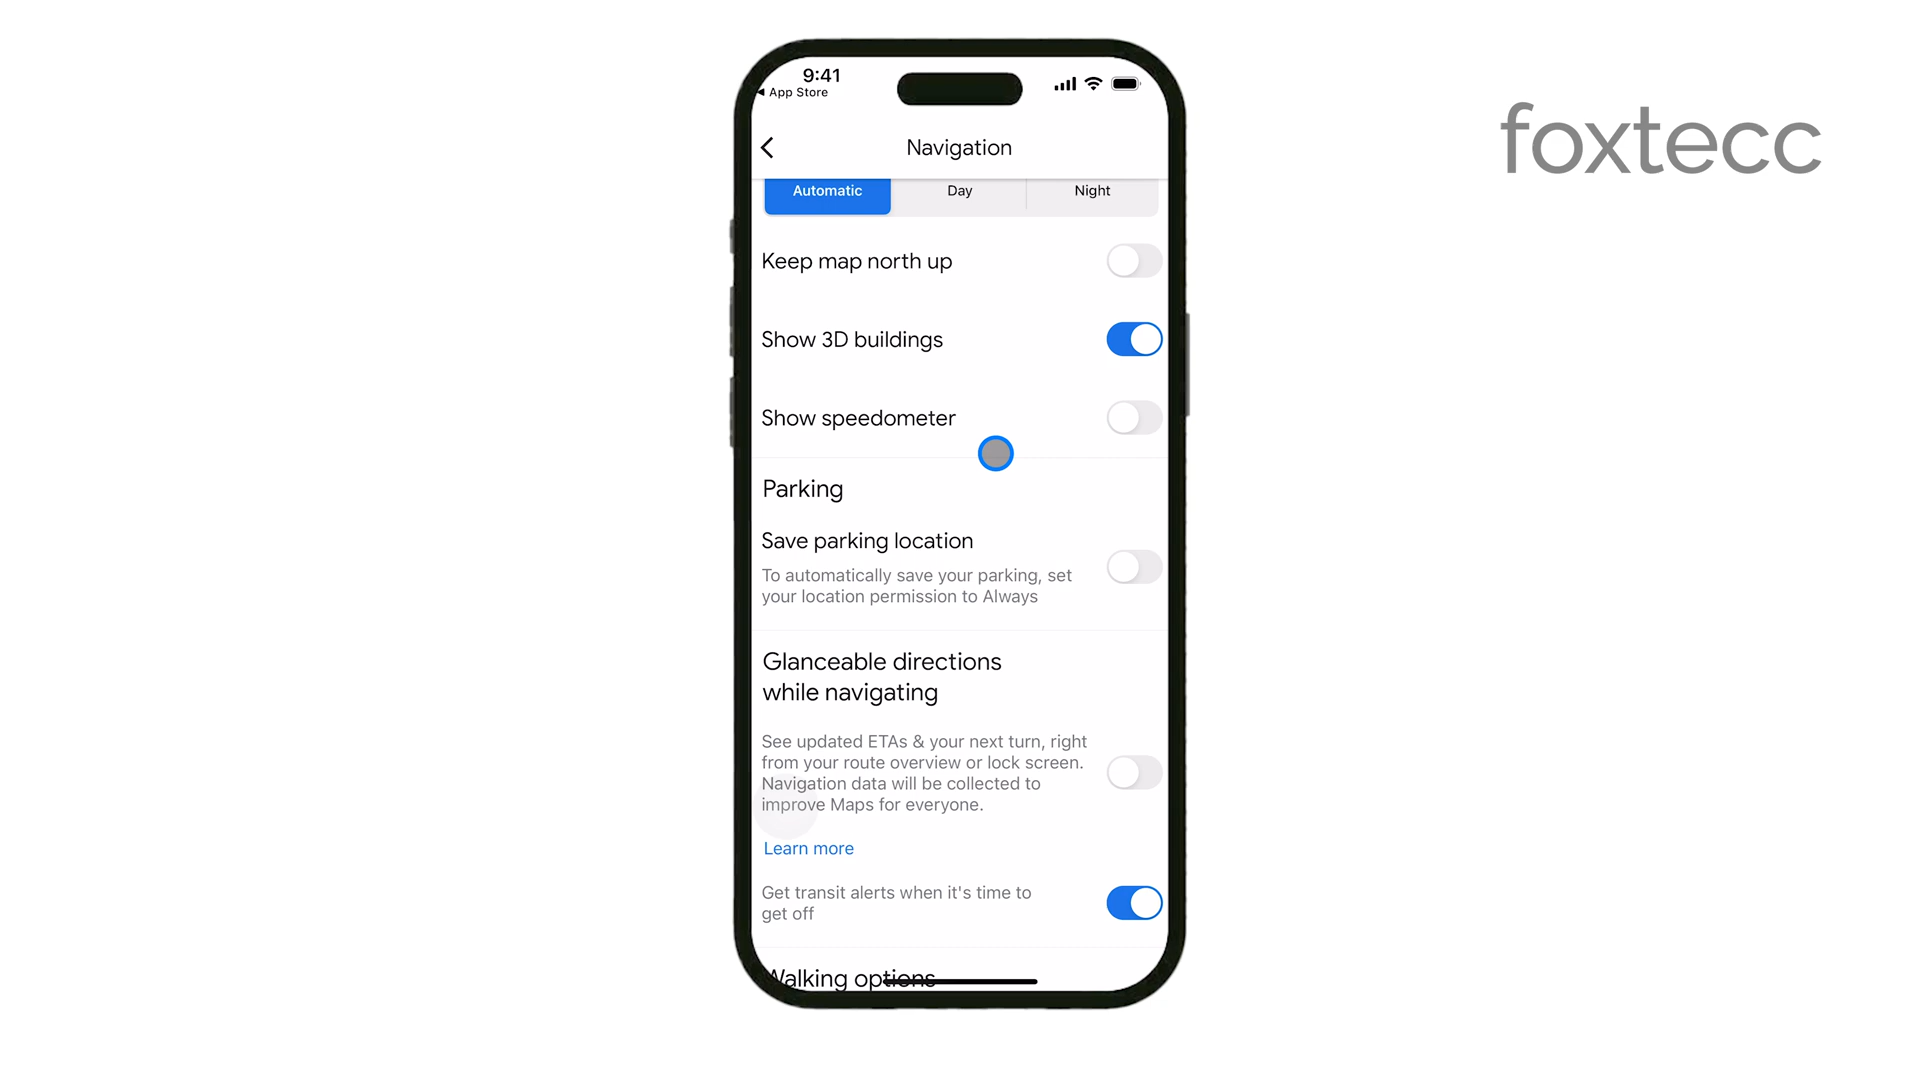 9:41
◀ App Store
foxtecc
Navigation
Automatic Day Night
Keep map north up
Show 3D buildings
Show speedometer
Parking
Save parking location
To automatically save your parking, set
your location permission to Always
Glanceable directions
while navigating
See updated ETAs & your next turn, right
from your route overview or lock screen.
Navigation data will be collected to
improve Maps for everyone.
Learn more
Get transit alerts when it's time to
get off
Walking options